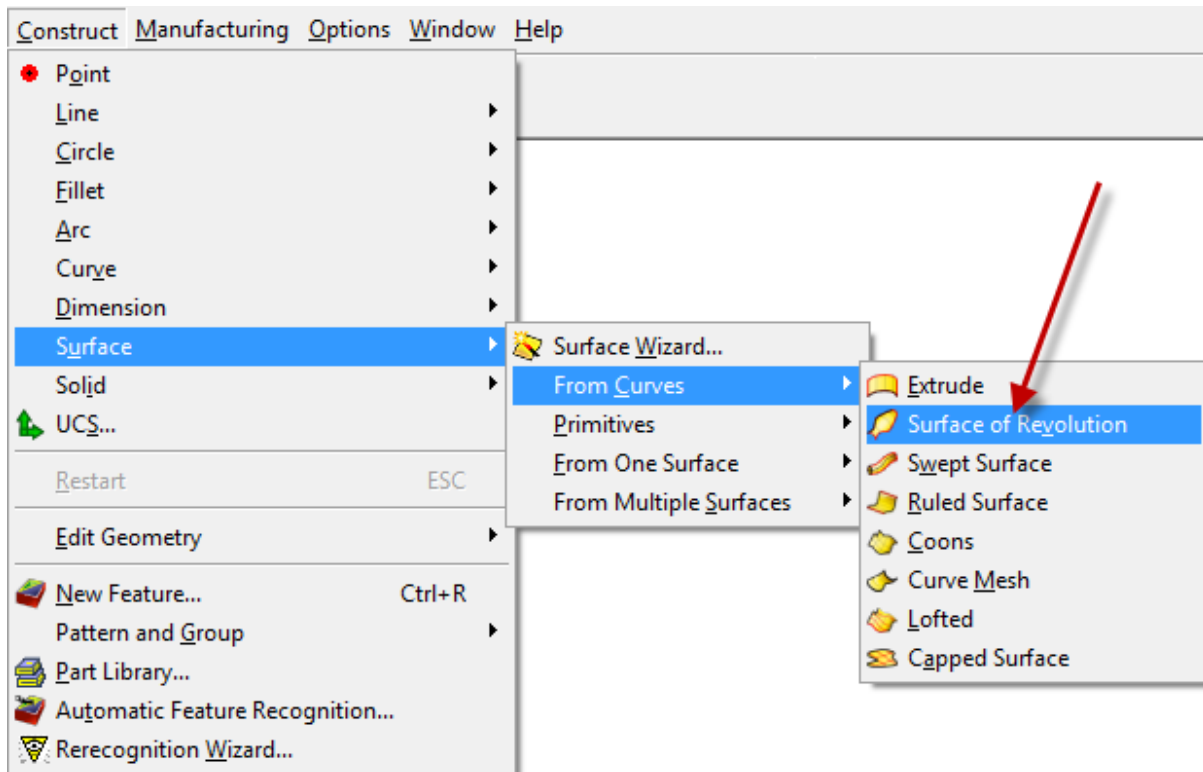 Construct Manufacturing Options Window Help
Point
Line
Circle
Fillet
Arc
Curve
Dimension
Surface
Solid
UCS...
Restart ESC
Edit Geometry
New Feature... Ctrl+R
Pattern and Group
Part Library...
Automatic Feature Recognition...
Rerecognition Wizard...
Surface Wizard...
From Curves
Primitives
From One Surface
From Multiple Surfaces
Extrude
Surface of Revolution
Swept Surface
Ruled Surface
Coons
Curve Mesh
Lofted
Capped Surface